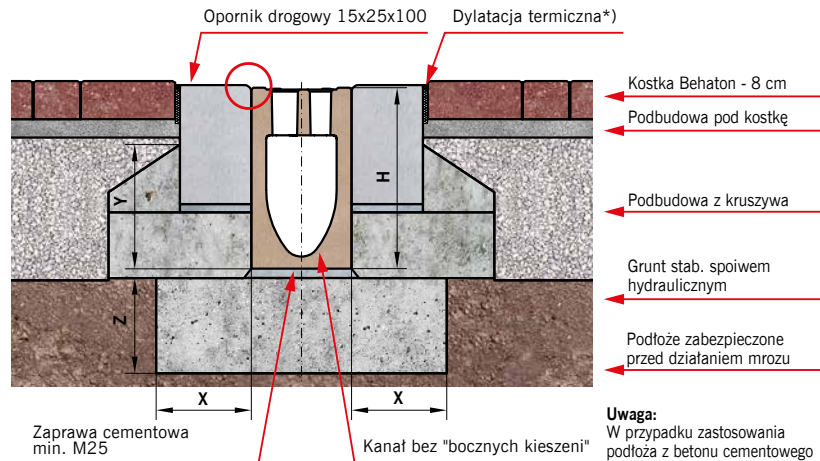 Opornik drogowy 15x25x100
Dylatacja termiczna*)
Kostka Behaton - 8 cm
Podbudowa pod kostkę
H
Y
Podbudowa z kruszywa
Grunt stab. spoiwem
hydraulicznym
Z
Podłoże zabezpieczone
przed działaniem mrozu
X
X
Zaprawa cementowa
min. M25
Kanał bez "bocznych kieszeni"
Uwaga:
W przypadku zastosowania
podłoża z betonu cementowego